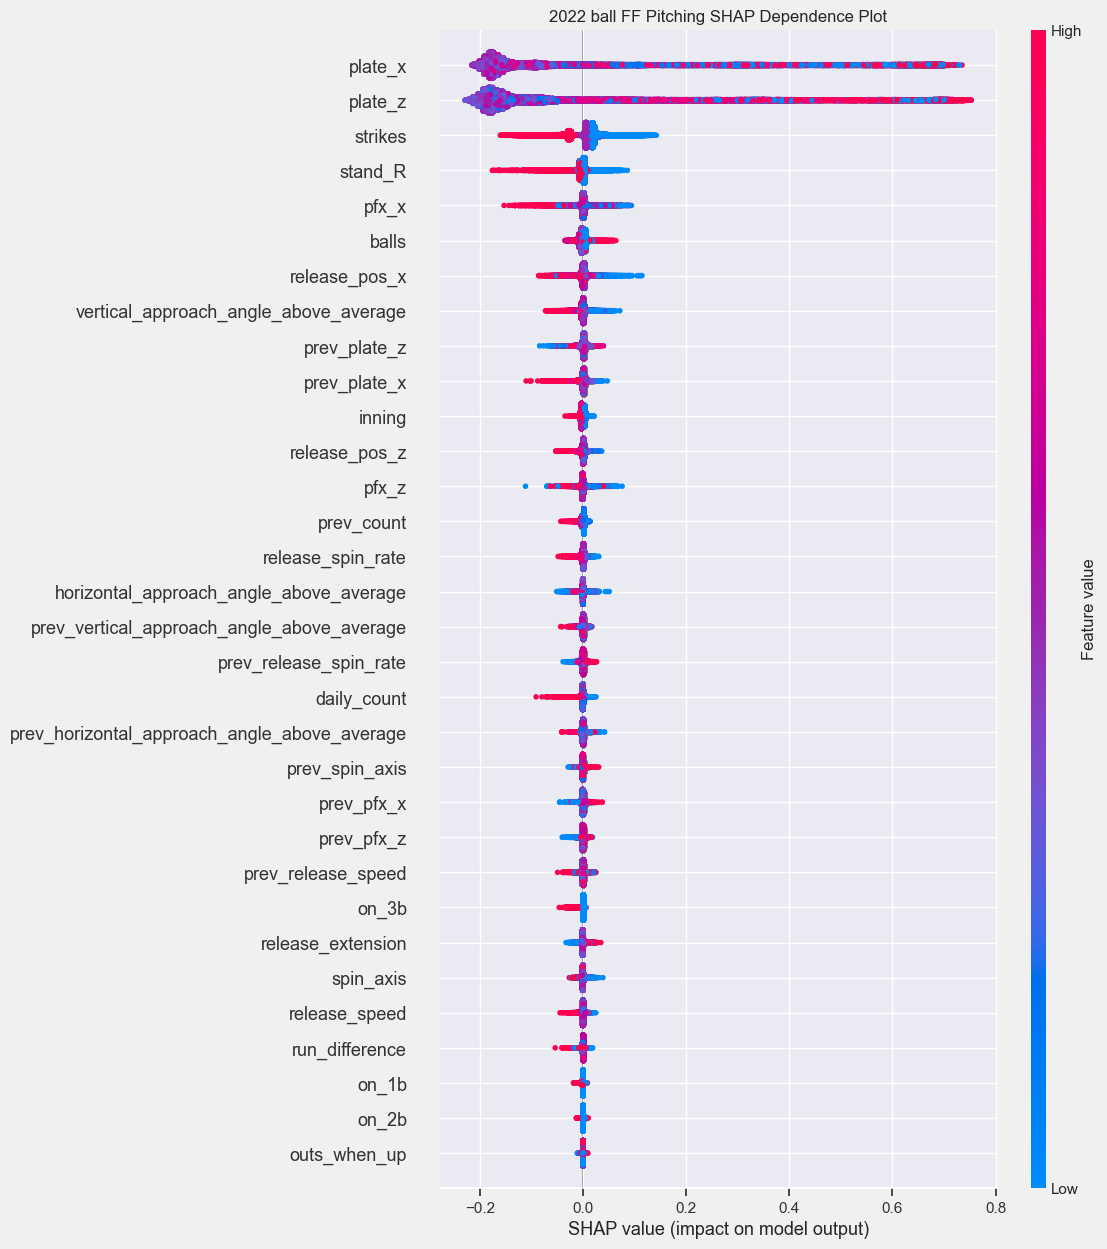 2022 ball FF Pitching SHAP Dependence Plot
High
plate_x
plate_z
strikes
stand_R
pfx_x
balls
release_pos_x
vertical_approach_angle_above_average
prev_plate_z
prev_plate_x
inning
release_pos_z
pfx_z
prev_count
release_spin_rate
horizontal_approach_angle_above_average
prev_vertical_approach_angle_above_average
prev_release_spin_rate
daily_count
prev_horizontal_approach_angle_above_average
prev_spin_axis
prev_pfx_x
prev_pfx_z
prev_release_speed
on_3b
release_extension
spin_axis
release_speed
run_difference
on_1b
on_2b
outs_when_up
Feature value
Low
−0.2 0.0 0.2 0.4 0.6 0.8
SHAP value (impact on model output)